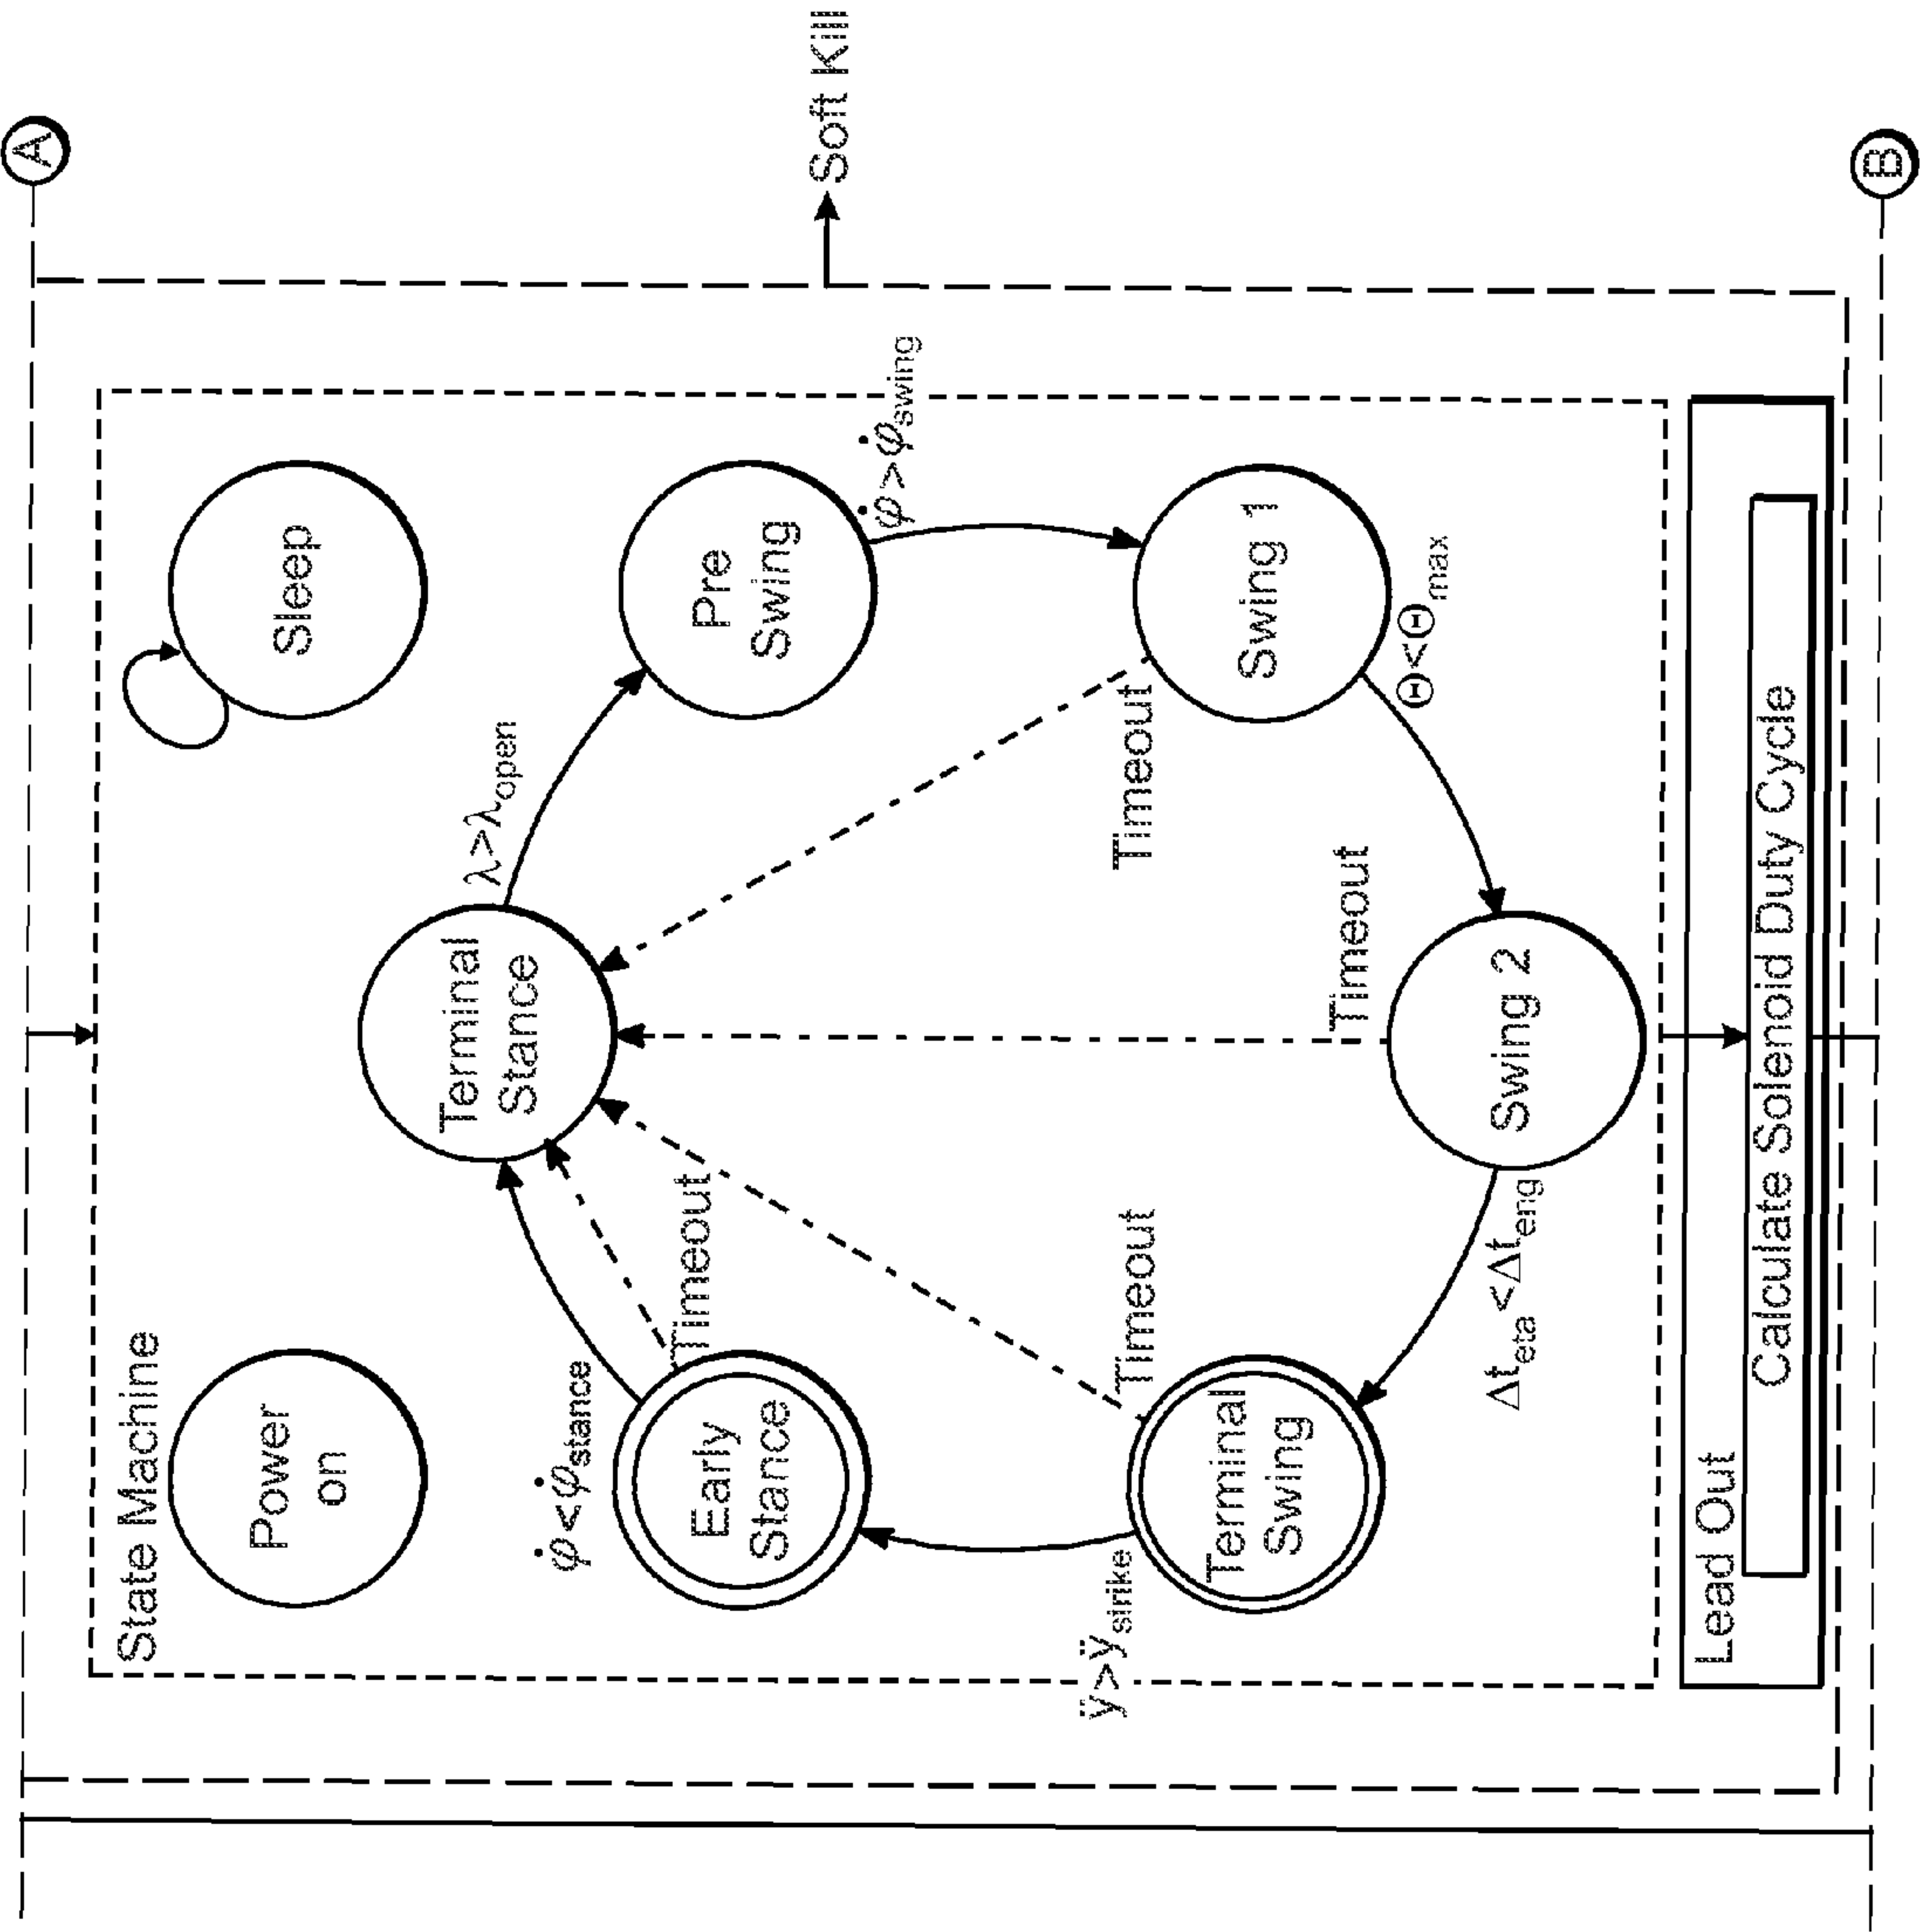 A
State Machine
Power
on
Sleep
Terminal
Stance
λ>λopen
φ̇<φ̇stance
Early
Stance
Timeout
Pre
Swing
φ̇>φ̇swing
Soft Kill
ÿ>ÿstrike
Timeout
Timeout
Terminal
Swing
Swing 1
Timeout
Θ<Θmax
Δteta<Δteng
Swing 2
Lead Out
Calculate Solenoid Duty Cycle
B